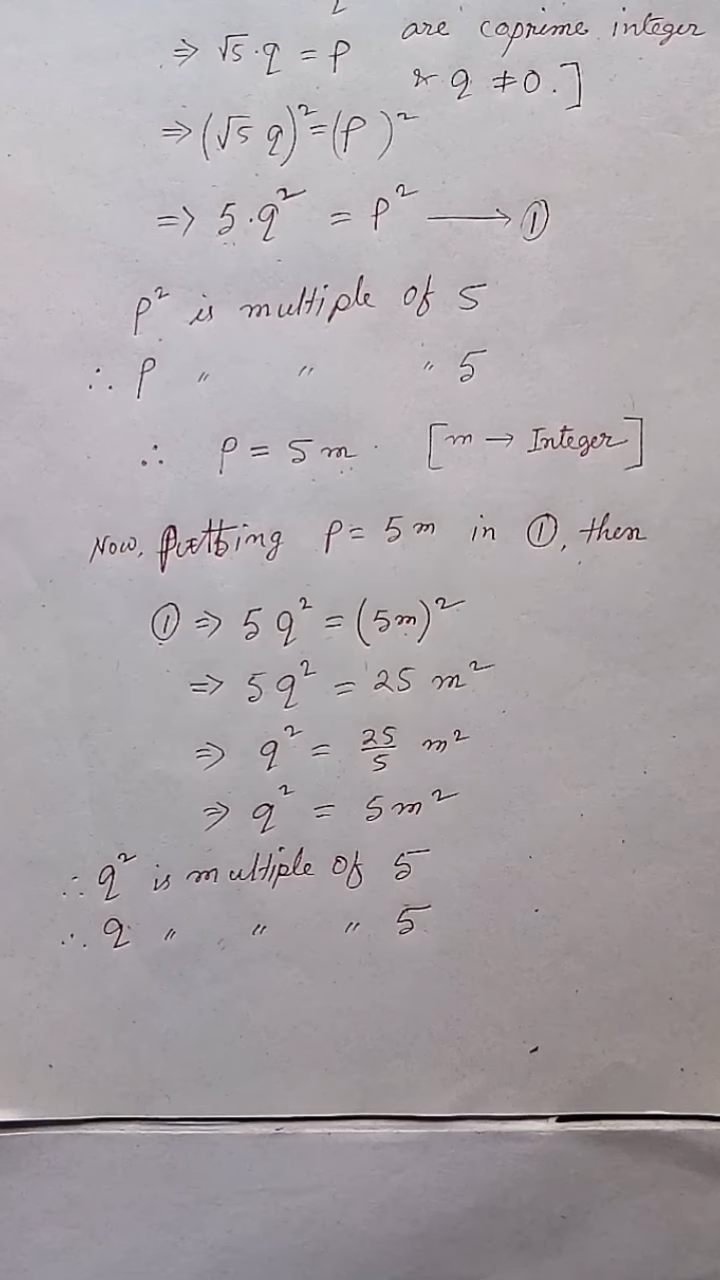 are coprime integer
⇒ √5·q = p & q ≠ 0.]
⇒ (√5 q)² = (p)²
⇒ 5·q² = p² ⟶ ①
p² is multiple of 5
∴ p " " " 5
∴ p = 5m. [m → Integer]
Now, putting p = 5m in ①, then
① ⇒ 5q² = (5m)²
⇒ 5q² = 25 m²
⇒ q² = 25/5 m²
⇒ q² = 5m²
∴ q² is multiple of 5
∴ q " " " 5